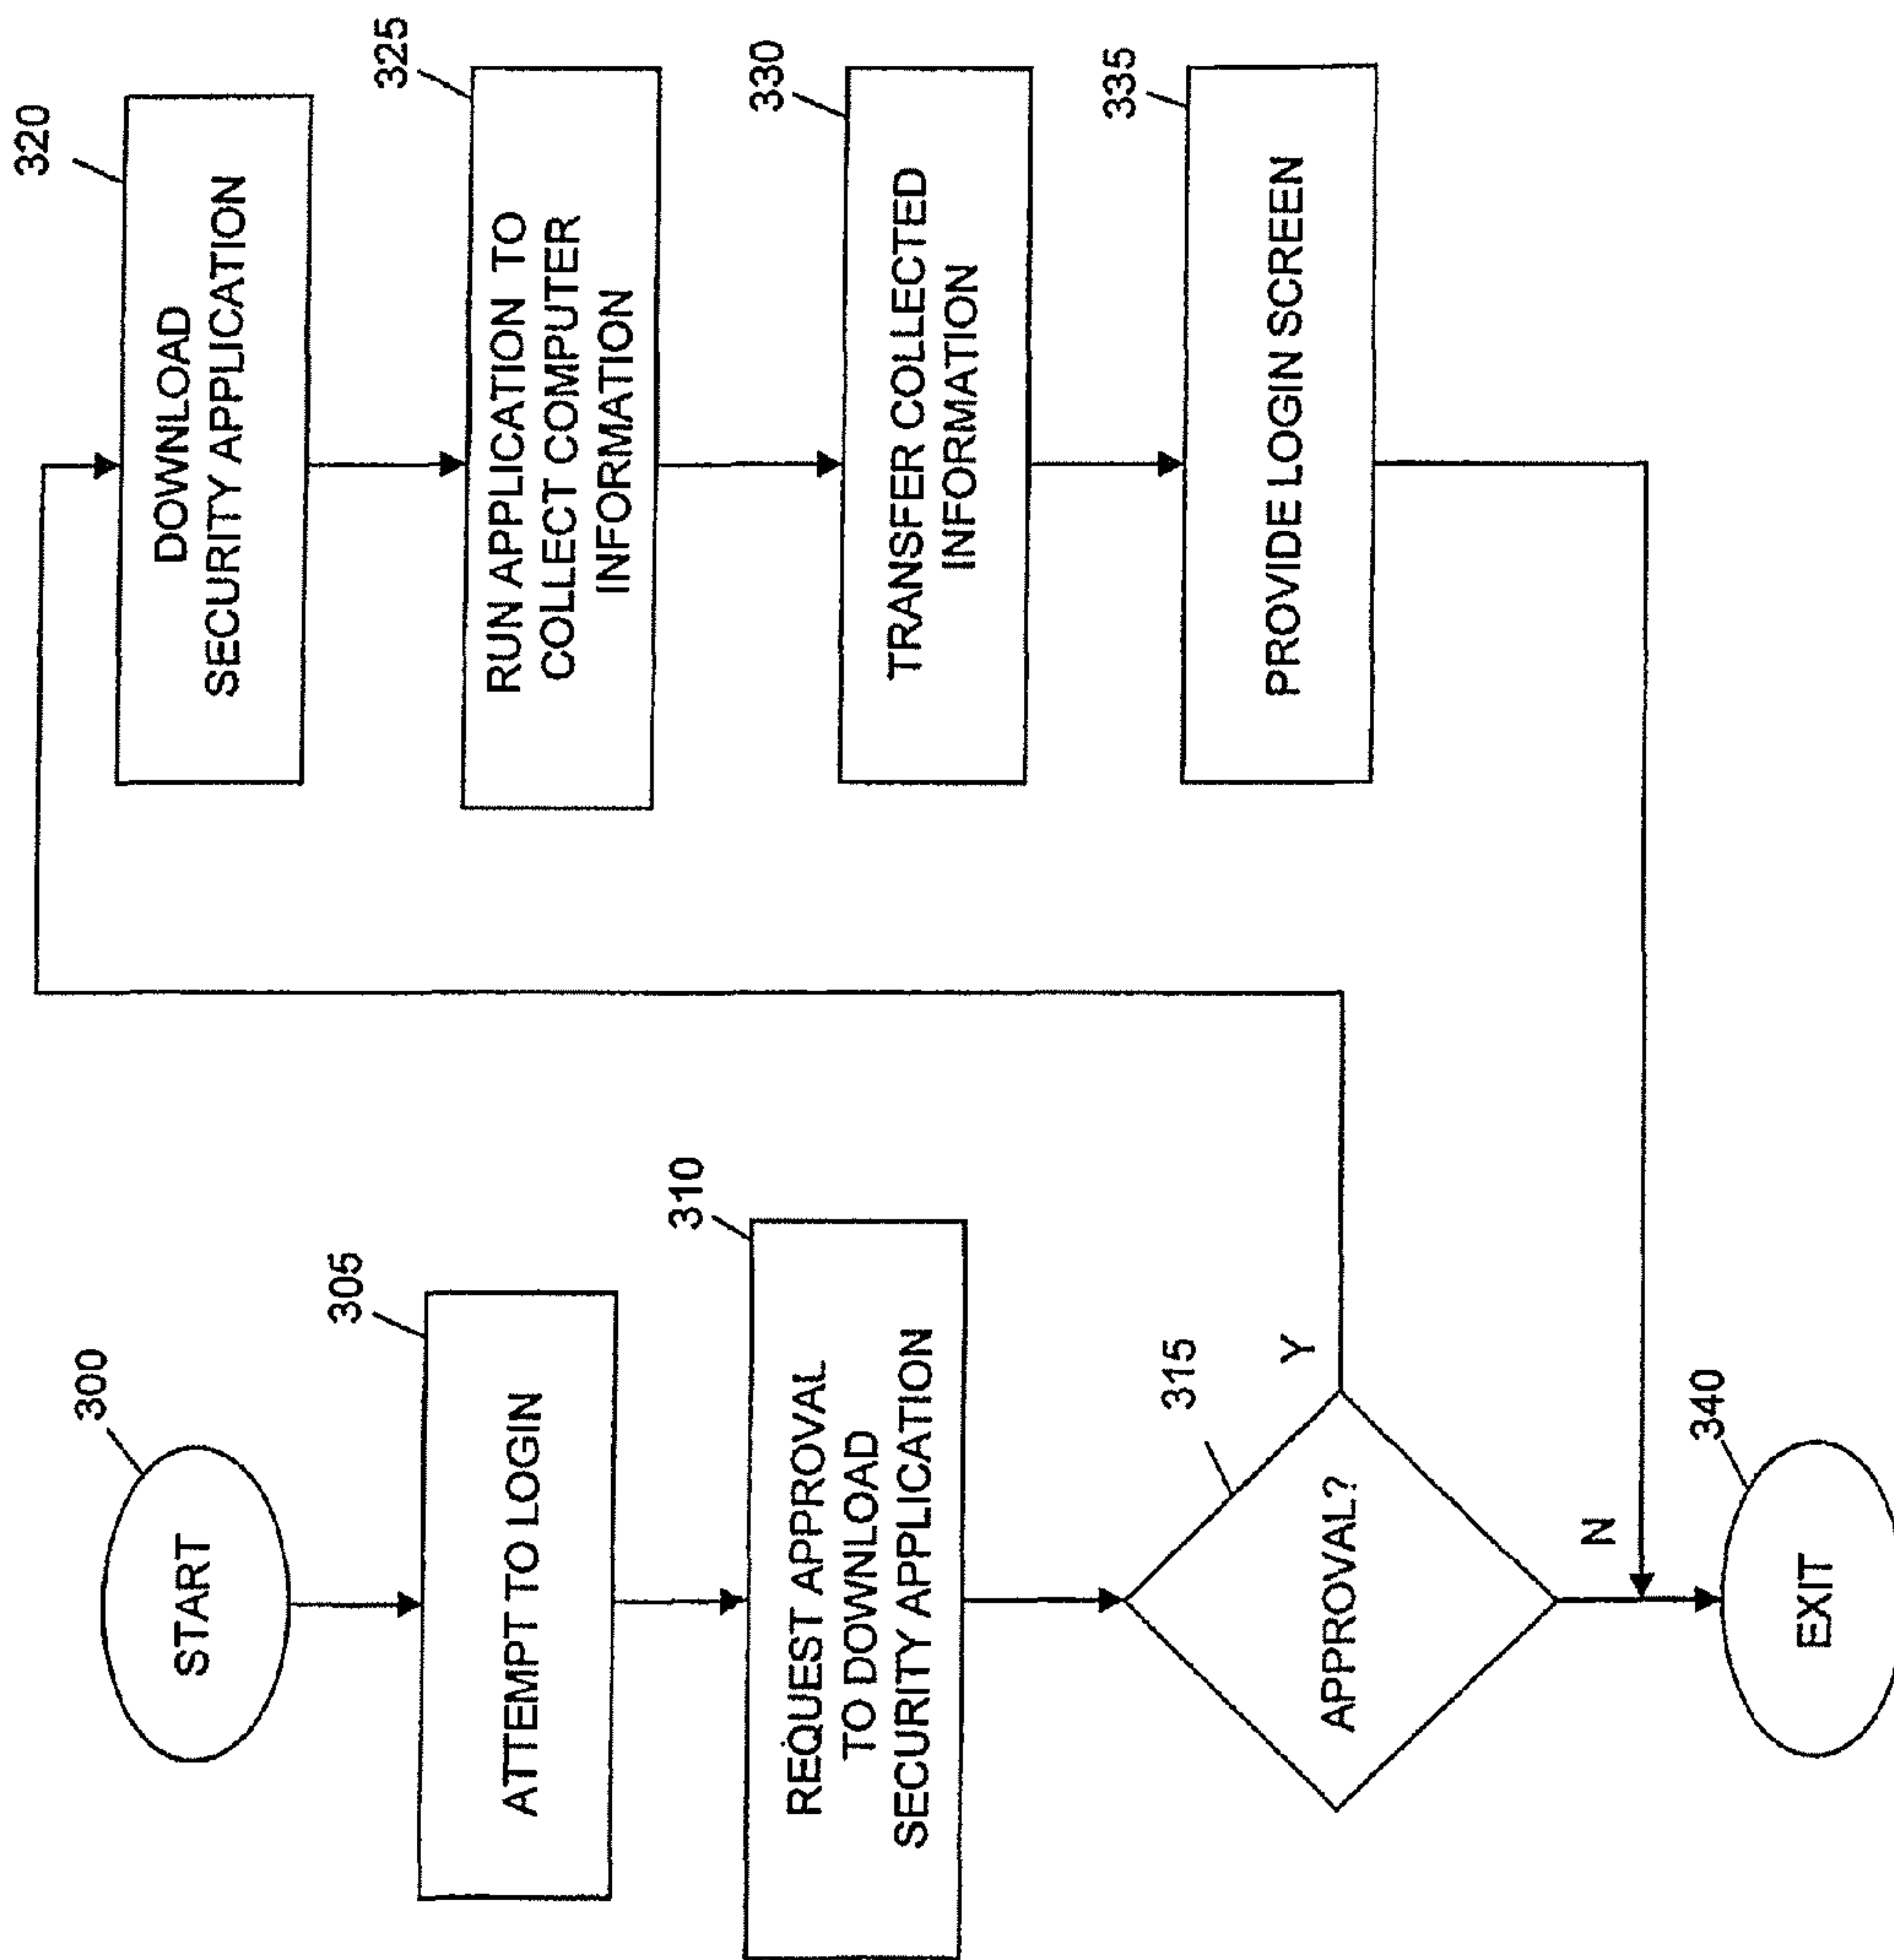 300
START
305
ATTEMPT TO LOGIN
310
REQUEST APPROVAL
TO DOWNLOAD
SECURITY APPLICATION
315
APPROVAL?
Y
N
340
EXIT
320
DOWNLOAD
SECURITY APPLICATION
325
RUN APPLICATION TO
COLLECT COMPUTER
INFORMATION
330
TRANSFER COLLECTED
INFORMATION
335
PROVIDE LOGIN SCREEN